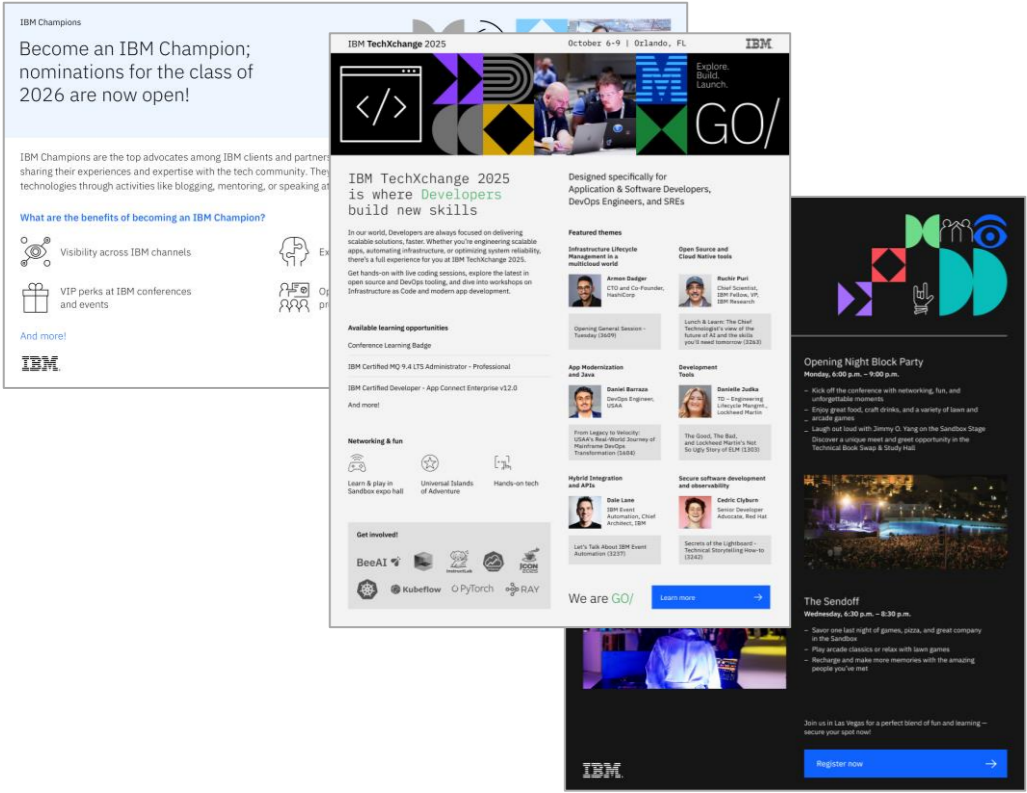 IBM Champions
Become an IBM Champion;
nominations for the class of
2026 are now open!
IBM Champions are the top advocates among IBM clients and partners
sharing their experiences and expertise with the tech community. They
technologies through activities like blogging, mentoring, or speaking at
What are the benefits of becoming an IBM Champion?
Visibility across IBM channels
VIP perks at IBM conferences
and events
And more!
IBM
IBM TechXchange 2025
October 6-9 | Orlando, FL
IBM
</>
Explore.
Build.
Launch.
GO/
IBM TechXchange 2025
is where Developers
build new skills
In our world, Developers are always focused on delivering
scalable solutions, faster. Whether you're engineering scalable
apps, automating infrastructure, or optimizing system reliability,
there's a full experience for you at IBM TechXchange 2025.
Get hands-on with live coding sessions, explore the latest in
open source and DevOps tooling, and dive into workshops on
Infrastructure as Code and modern app development.
Available learning opportunities
Conference Learning Badge
IBM Certified MQ 9.4 LTS Administrator - Professional
IBM Certified Developer - App Connect Enterprise v12.0
And more!
Networking & fun
Learn & play in
Sandbox expo hall
Universal Islands
of Adventure
Hands-on tech
Get involved!
BeeAI
InstructLab
JCON
Kubeflow
PyTorch
RAY
Designed specifically for
Application & Software Developers,
DevOps Engineers, and SREs
Featured themes
Infrastructure Lifecycle
Management in a
multicloud world
Armon Dadgar
CTO and Co-Founder,
HashiCorp
Opening General Session -
Tuesday (3609)
Open Source and
Cloud Native tools
Ruchir Puri
Chief Scientist,
IBM Fellow, VP,
IBM Research
Lunch & Learn: The Chief
Technologist's view of the
future of AI and the skills
you'll need tomorrow (3263)
App Modernization
and Java
Daniel Barraza
DevOps Engineer,
USAA
From Legacy to Velocity:
USAA's Real-World Journey of
Mainframe DevOps
Transformation (1684)
Development
Tools
Danielle Judka
TD – Engineering
Lifecycle Mangint.,
Lockheed Martin
The Good, The Bad,
and Lockheed Martin's Not
So Ugly Story of ELM (1303)
Hybrid Integration
and APIs
Dale Lane
IBM Event
Automation, Chief
Architect, IBM
Let's Talk About IBM Event
Automation (3237)
Secure software development
and observability
Cedric Clyburn
Senior Developer
Advocate, Red Hat
Secrets of the Lightboard -
Technical Storytelling How-to
(3242)
We are GO/
Learn more
Opening Night Block Party
Monday, 6:00 p.m. – 9:00 p.m.
– Kick off the conference with networking, fun, and
unforgettable moments
– Enjoy great food, craft drinks, and a variety of lawn and
– arcade games
Laugh out loud with Jimmy O. Yang on the Sandbox Stage
Discover a unique meet and greet opportunity in the
Technical Book Swap & Study Hall
The Sendoff
Wednesday, 6:30 p.m. – 8:30 p.m.
– Savor one last night of games, pizza, and great company
in the Sandbox
– Play arcade classics or relax with lawn games
– Recharge and make more memories with the amazing
people you've met
Join us in Las Vegas for a perfect blend of fun and learning —
secure your spot now!
Register now
IBM